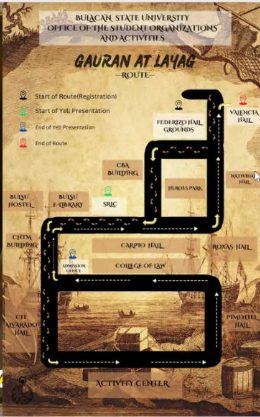 BULACAN STATE UNIVERSITY
OFFICE OF THE STUDENT ORGANIZATIONS
AND ACTIVITIES
GAURAN AT LAYAG
—ROUTE—
Start of Route(Registration)
Start of Yell Presentation
End of Yell Presentation
End of Route
FEDERIZO HALL
GROUNDS
VALENCIA
HALL
CBA
BUILDING
HEROES PARK
NATIVIDAD
HALL
BULSU
HOSTEL
BULSU
E-LIBRARY
SRIC
CHTM
BUILDING
CARPIO HALL
ROXAS HALL
COLLEGE OF LAW
OFFICE
CIT
ALVARADO
HALL
PIMENTEL
HALL
ACTIVITY CENTER